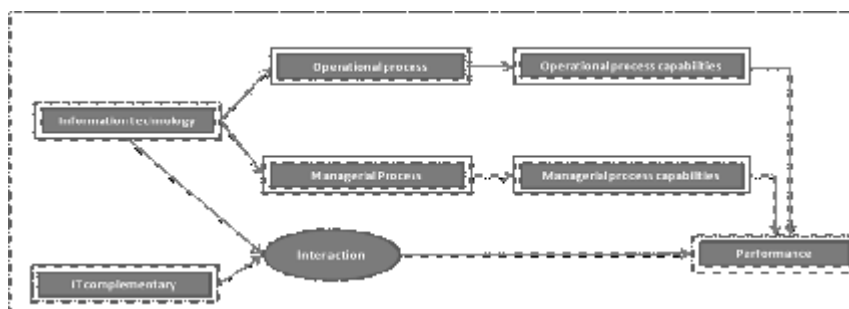 Operational process
Operational process capabilities
Information technology
Managerial Process
Managerial process capabilities
Interaction
Performance
IT complementary